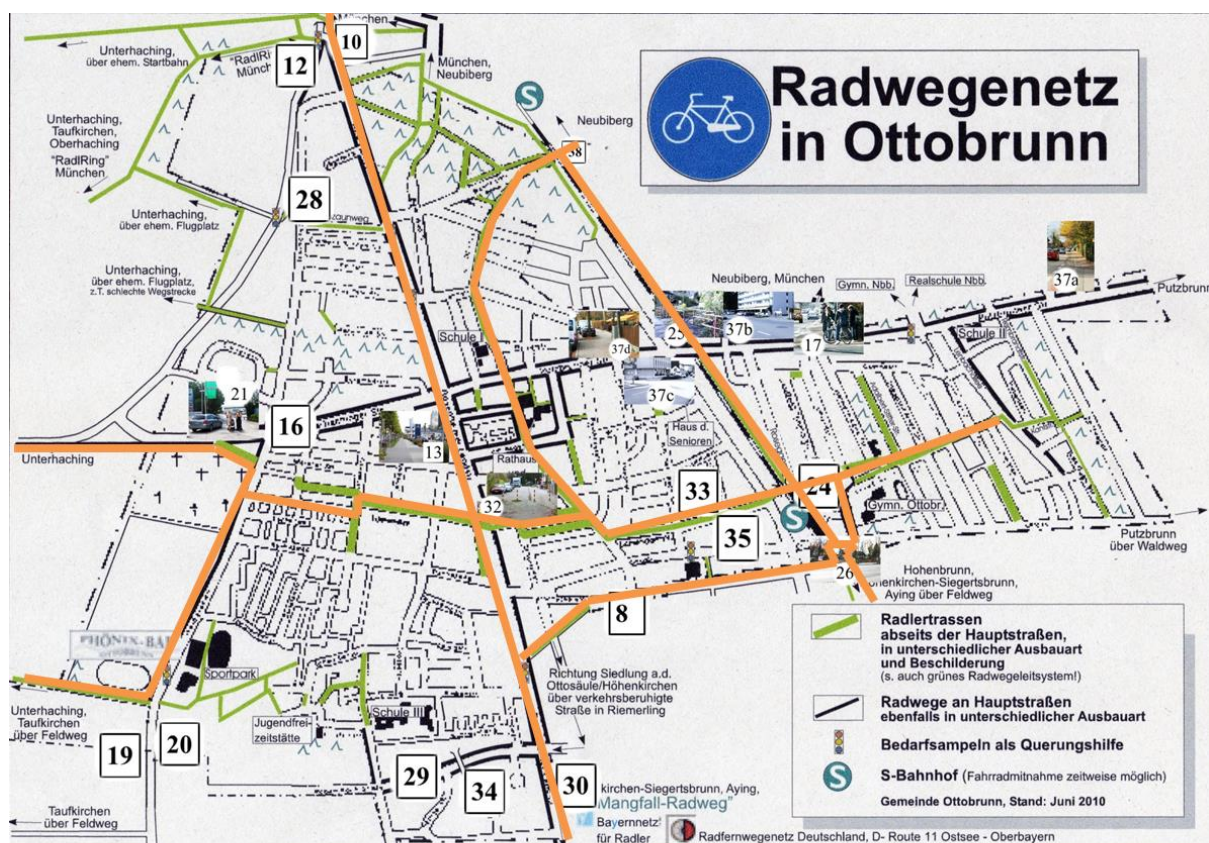 Radwegenetz
in Ottobrunn
München
10
12
Unterhaching,
über ehem. Startbahn
"RadlRing"
München,
Neubiberg
S
Neubiberg
38
Unterhaching,
Taufkirchen,
Oberhaching
"RadlRing"
München
28
Unterhaching,
über ehem. Flugplatz
Unterhaching,
über ehem. Flugplatz,
z.T. schlechte Wegstrecke
Neubiberg, München
Gymn. Nbb.
Realschule Nbb.
37a
Putzbrunn
Schule I
25
37b
17
37d
37c
Schule II
21
16
13
Haus d.
Senioren
Rathaus
Unterhaching
32
33
24
35
S
Gymn. Ottobr.
26
Putzbrunn
über Waldweg
8
Hohenbrunn,
Aying über Feldweg
PHÖNIX-BAD
OTTOBRUNN
Sportpark
Unterhaching,
Taufkirchen
über Feldweg
19
20
Jugendfrei-
zeitstätte
Schule III
29
34
30
Richtung Siedlung a.d.
Ottosäule/Höhenkirchen
über verkehrsberuhigte
Straße in Riemerling
Taufkirchen
über Feldweg
kirchen-Siegertsbrunn, Aying,
Mangfall-Radweg"
Bayernnetz
für Radler
Radfernwegenetz Deutschland, D- Route 11 Ostsee - Oberbayern
Radlertrassen
abseits der Hauptstraßen,
in unterschiedlicher Ausbauart
und Beschilderung
(s. auch grünes Radwegeleitsystem!)
Radwege an Hauptstraßen
ebenfalls in unterschiedlicher Ausbauart
Bedarfsampeln als Querungshilfe
S
S-Bahnhof (Fahrradmitnahme zeitweise möglich)
Gemeinde Ottobrunn, Stand: Juni 2010